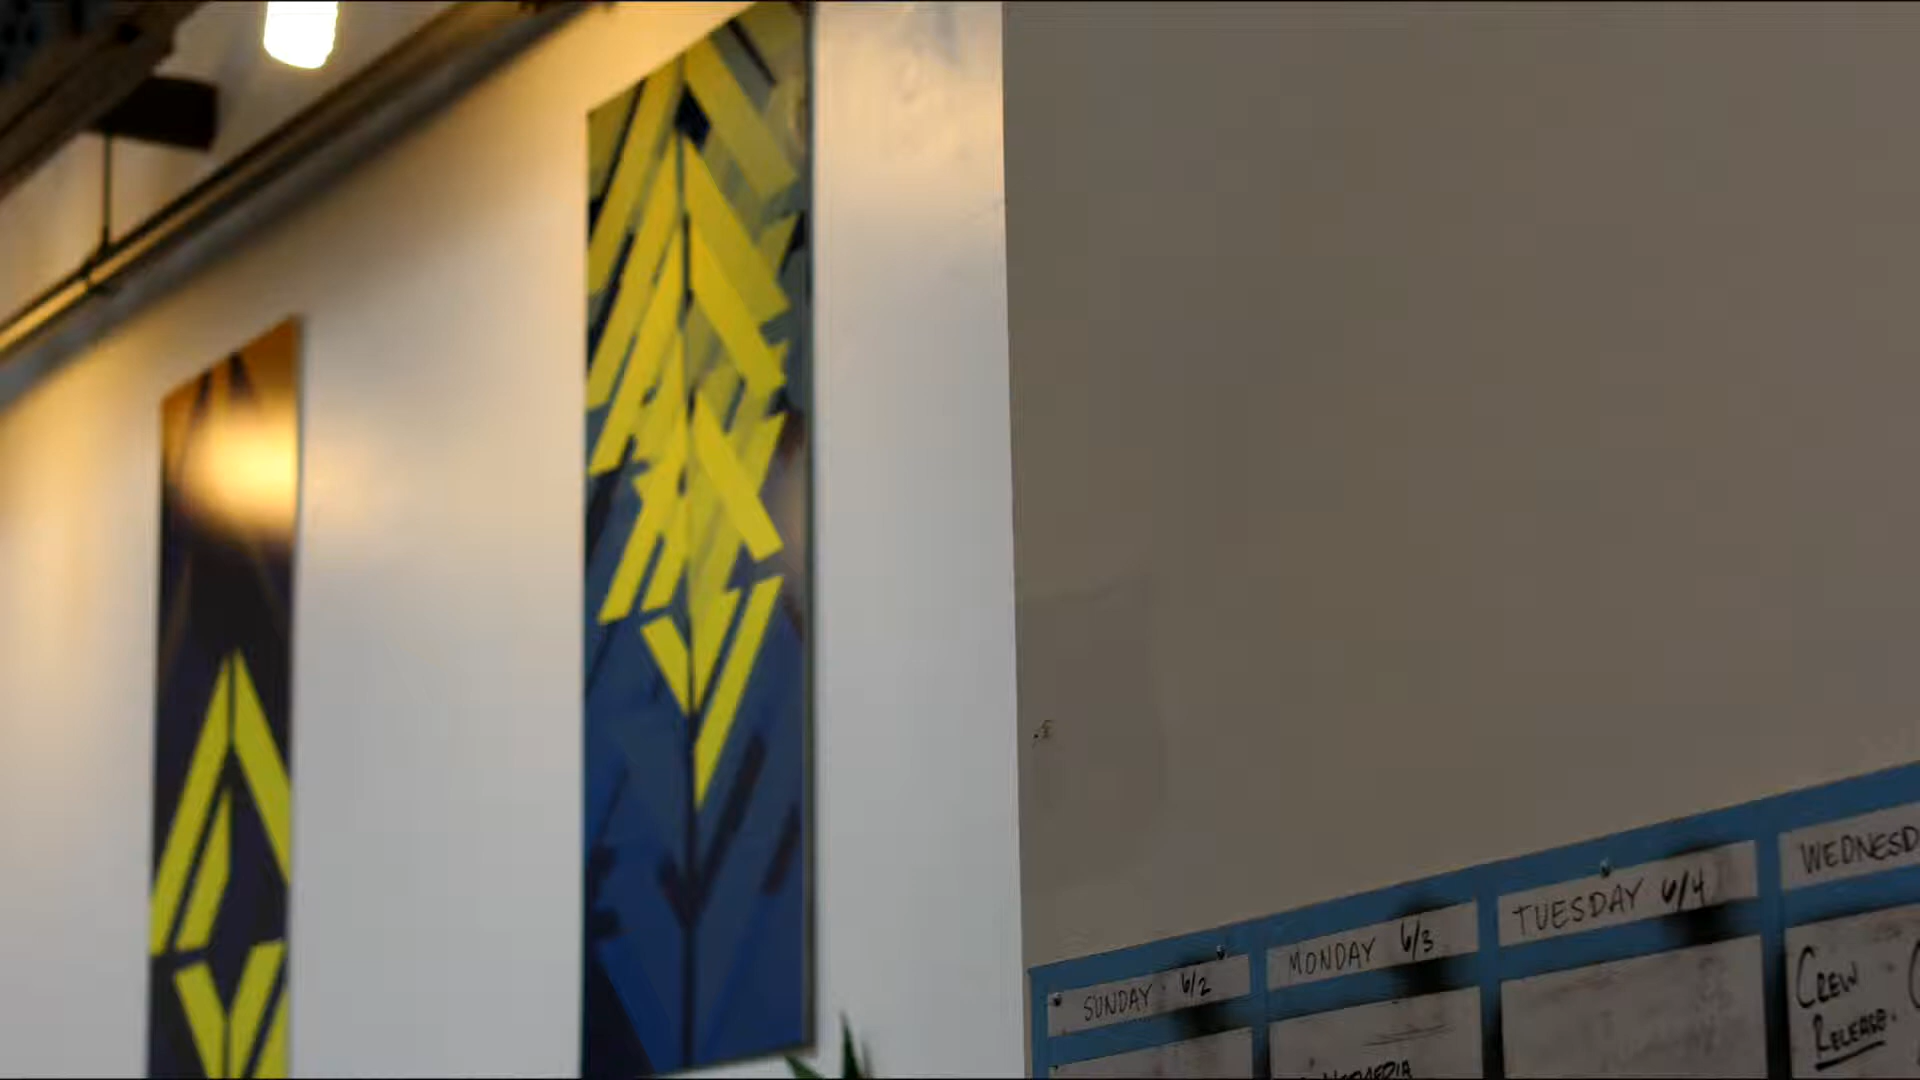 SUNDAY 6/2
MONDAY 6/3
TUESDAY 6/4
WEDNESD
CREW
RELEASE.